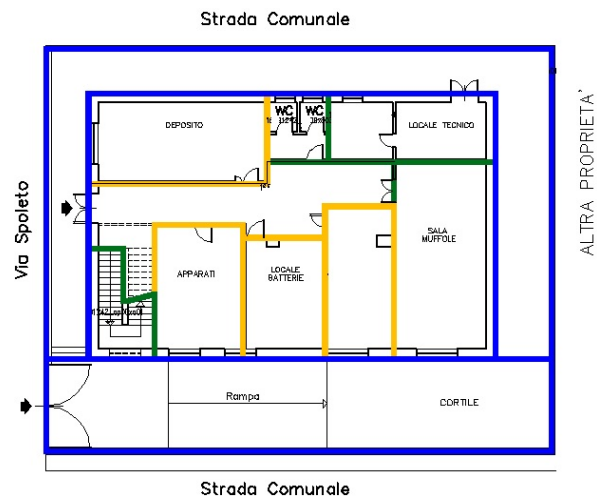 Strada Comunale
WC
WC
DEPOSITO
LOCALE TECNICO
ALTRA PROPRIETA'
Via Spoleto
SALA
MUFFOLE
APPARATI
LOCALE
BATTERIE
Rampa
CORTILE
Strada Comunale